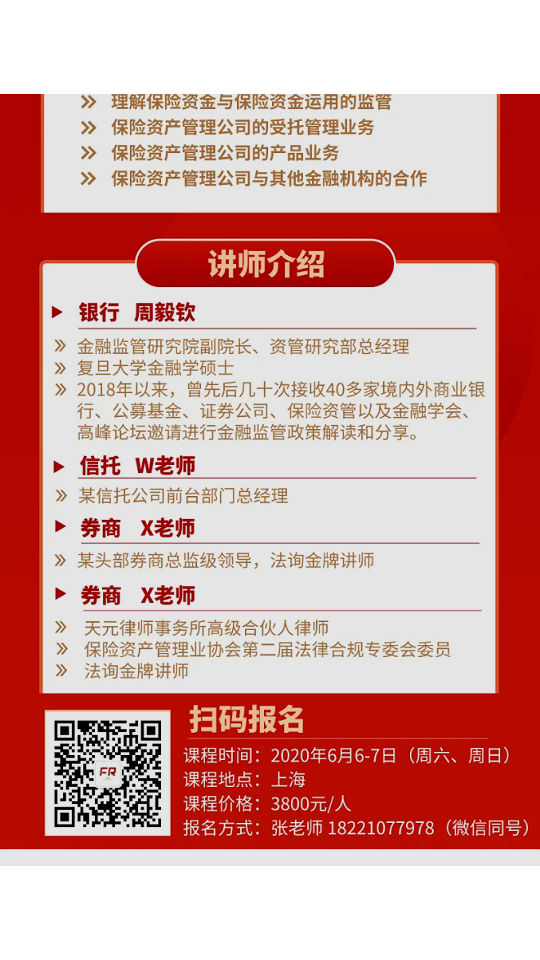 理解保险资金与保险资金运用的监管
保险资产管理公司的受托管理业务
保险资产管理公司的产品业务
保险资产管理公司与其他金融机构的合作
讲师介绍
银行 周毅钦
金融监管研究院副院长、资管研究部总经理
复旦大学金融学硕士
2018年以来，曾先后几十次接收40多家境内外商业银
行、公募基金、证券公司、保险资管以及金融学会、
高峰论坛邀请进行金融监管政策解读和分享。
信托 W老师
某信托公司前台部门总经理
券商 X老师
某头部券商总监级领导，法询金牌讲师
券商 X老师
天元律师事务所高级合伙人律师
保险资产管理业协会第二届法律合规专委会委员
法询金牌讲师
FR
扫码报名
课程时间：2020年6月6-7日（周六、周日）
课程地点：上海
课程价格：3800元/人
报名方式：张老师 18221077978（微信同号）